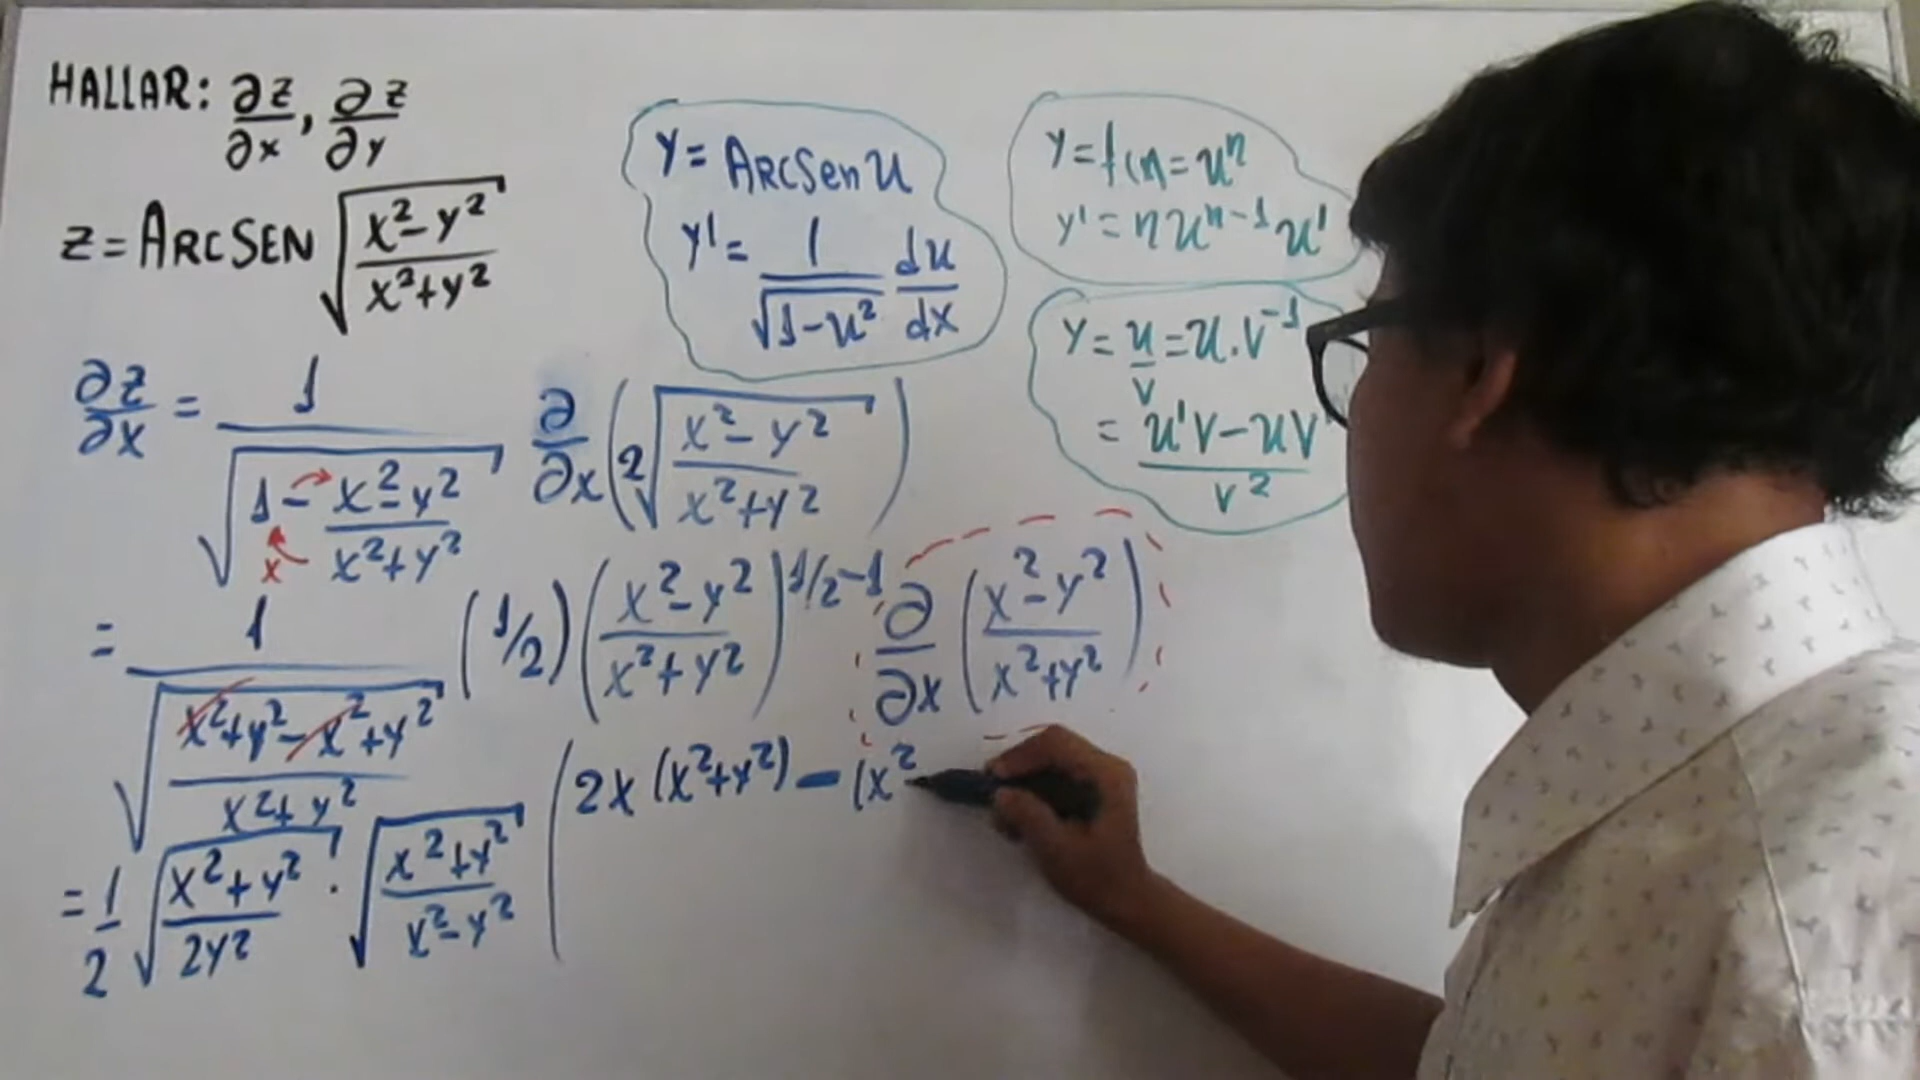 HALLAR: ∂z/∂x, ∂z/∂y
z = ARCSEN √((x²-y²)/(x²+y²))
y = ARCSen u
y' = 1/√(1-u²) du/dx
y = f(x) = uⁿ
y' = n uⁿ⁻¹ u'
y = u/v = u.v⁻¹
= (u'v-uv')/v²
∂z/∂x = 1/√(1-(x²-y²)/(x²+y²)) ∂/∂x (²√((x²-y²)/(x²+y²)))
x
= 1/√((x²+y²-x²+y²)/(x²+y²)) (1/2) ((x²-y²)/(x²+y²))^(1/2-1) ∂/∂x ((x²-y²)/(x²+y²))
= 1/2 √((x²+y²)/(2y²)) . √((x²+y²)/(x²-y²)) (2x (x²+y²) - (x²